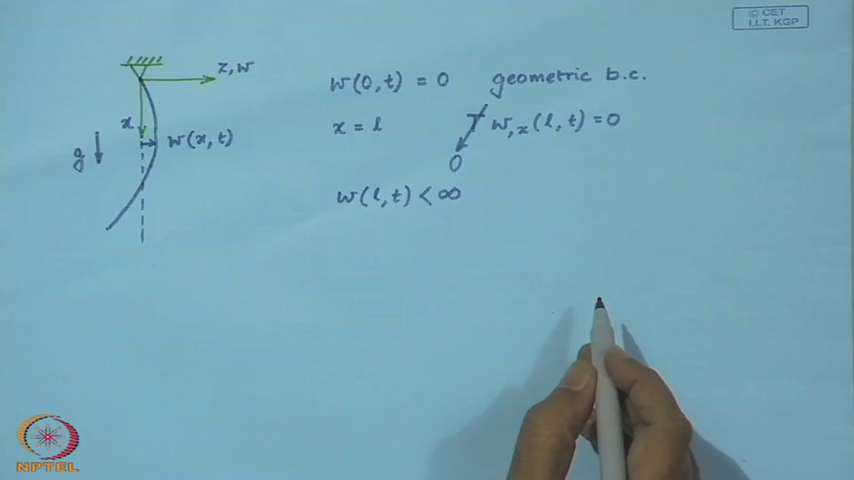 © CET
I.I.T. KGP
z, w
w(0, t) = 0 geometric b.c.
x
x = l
T w,x (l, t) = 0
g
w(x, t)
0
w(l, t) < ∞
NPTEL